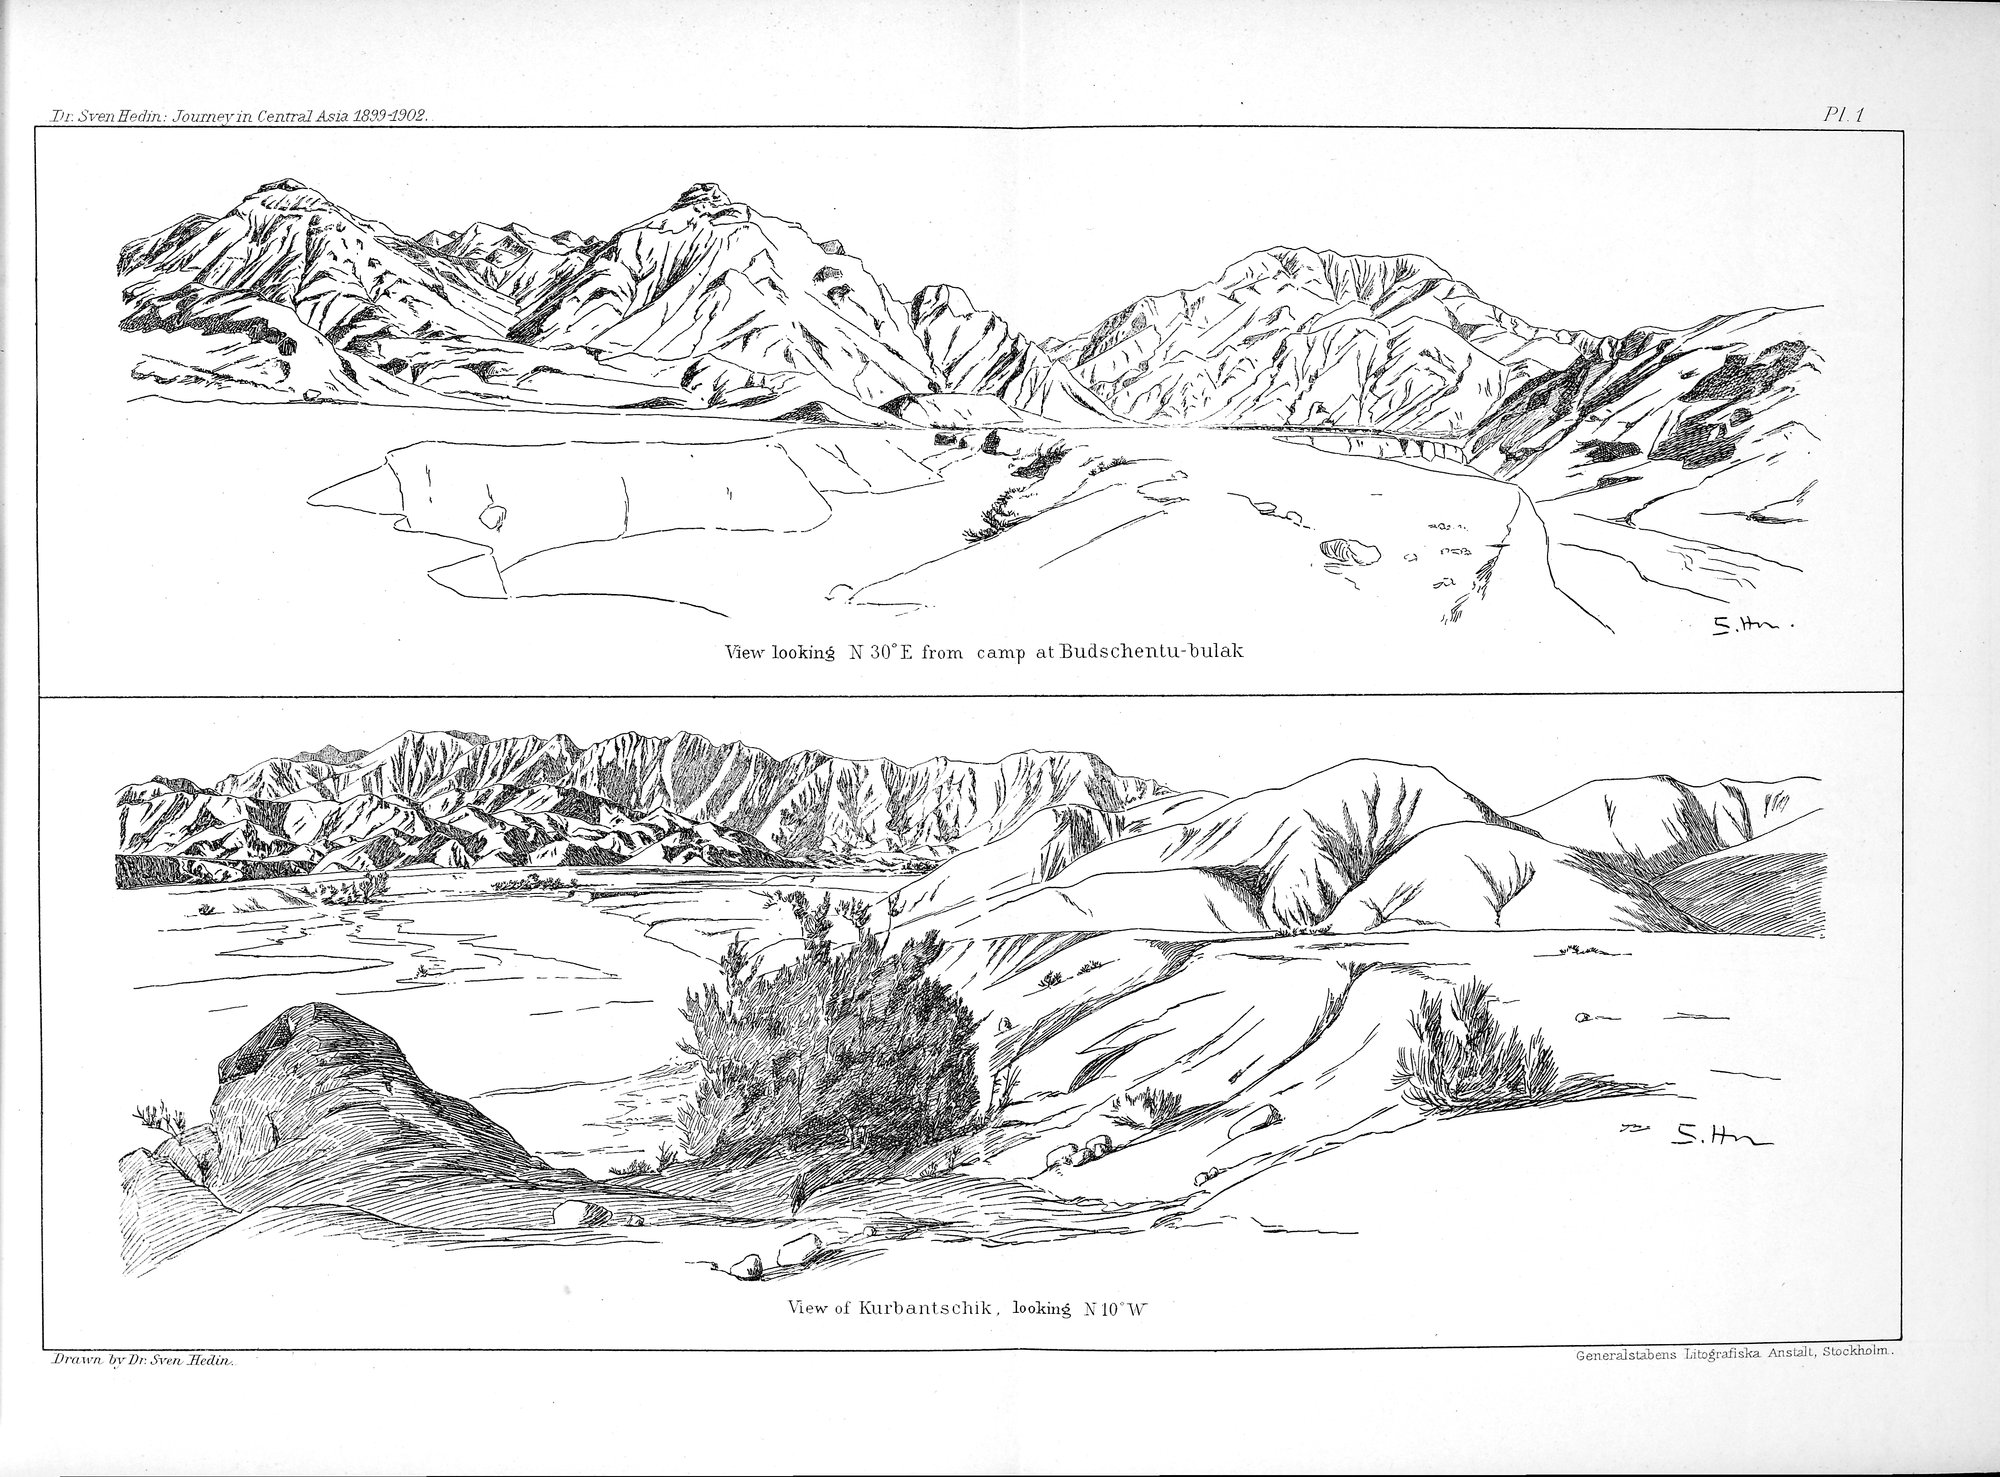 Dr. Sven Hedin: Journey in Central Asia 1899-1902.
Pl. 1
S. Hn.
View looking N 30° E from camp at Budschentu-bulak
S. Hn
View of Kurbantschik, looking N 10° W
Drawn by Dr. Sven Hedin.
Generalstabens Litografiska Anstalt, Stockholm.